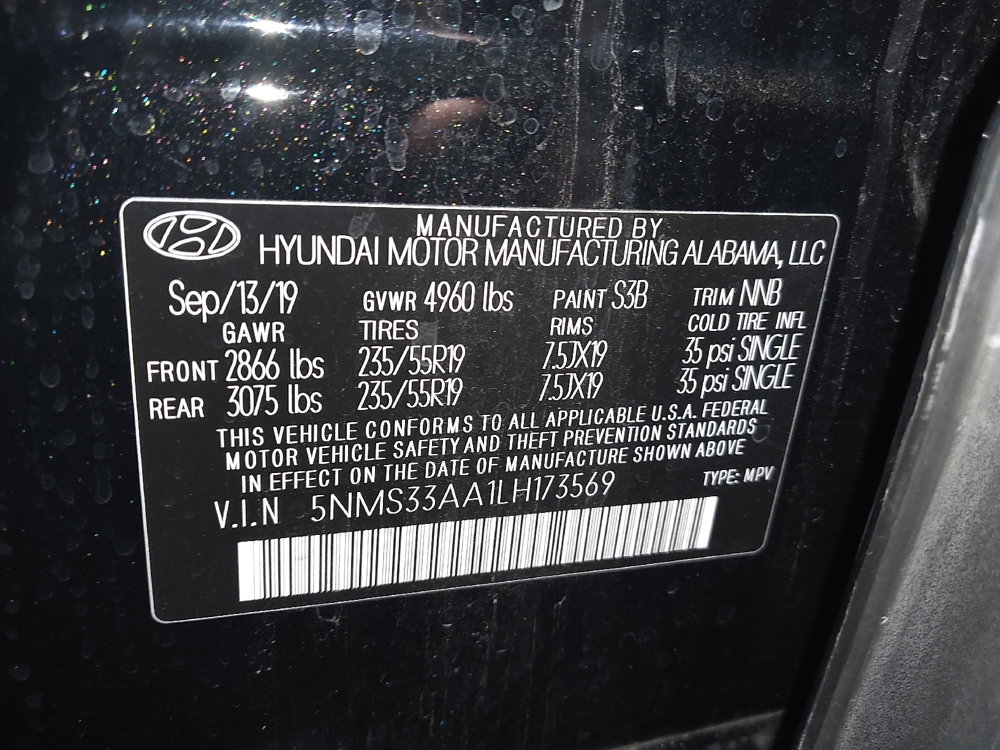 MANUFACTURED BY
HYUNDAI MOTOR MANUFACTURING ALABAMA, LLC
Sep/13/19 GVWR 4960 lbs PAINT S3B TRIM NNB
GAWR TIRES RIMS COLD TIRE INFL
FRONT 2866 lbs 235/55R19 7.5JX19 35 psi SINGLE
REAR 3075 lbs 235/55R19 7.5JX19 35 psi SINGLE
THIS VEHICLE CONFORMS TO ALL APPLICABLE U.S.A. FEDERAL
MOTOR VEHICLE SAFETY AND THEFT PREVENTION STANDARDS
IN EFFECT ON THE DATE OF MANUFACTURE SHOWN ABOVE
V.I.N 5NMS33AA1LH173569 TYPE: MPV